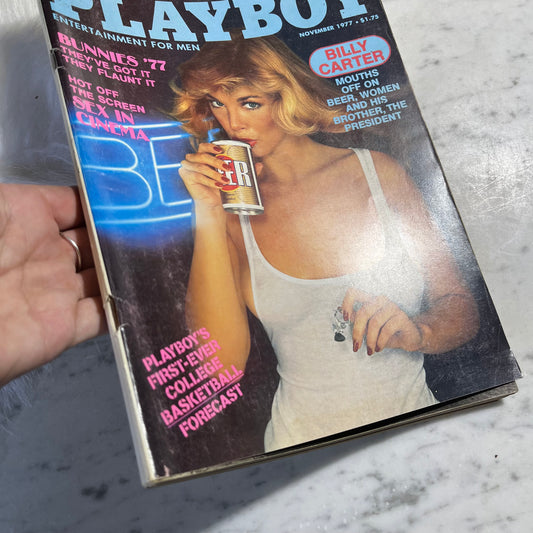 PLAYBOY
ENTERTAINMENT FOR MEN
NOVEMBER 1977 • $1.75
BUNNIES '77
THEY'VE GOT IT
THEY FLAUNT IT
HOT OFF
THE SCREEN
SEX IN
CINEMA
BILLY
CARTER
MOUTHS
OFF ON
BEER, WOMEN
AND HIS
BROTHER, THE
PRESIDENT
BE
ER
PLAYBOY'S
FIRST-EVER
COLLEGE
BASKETBALL
FORECAST